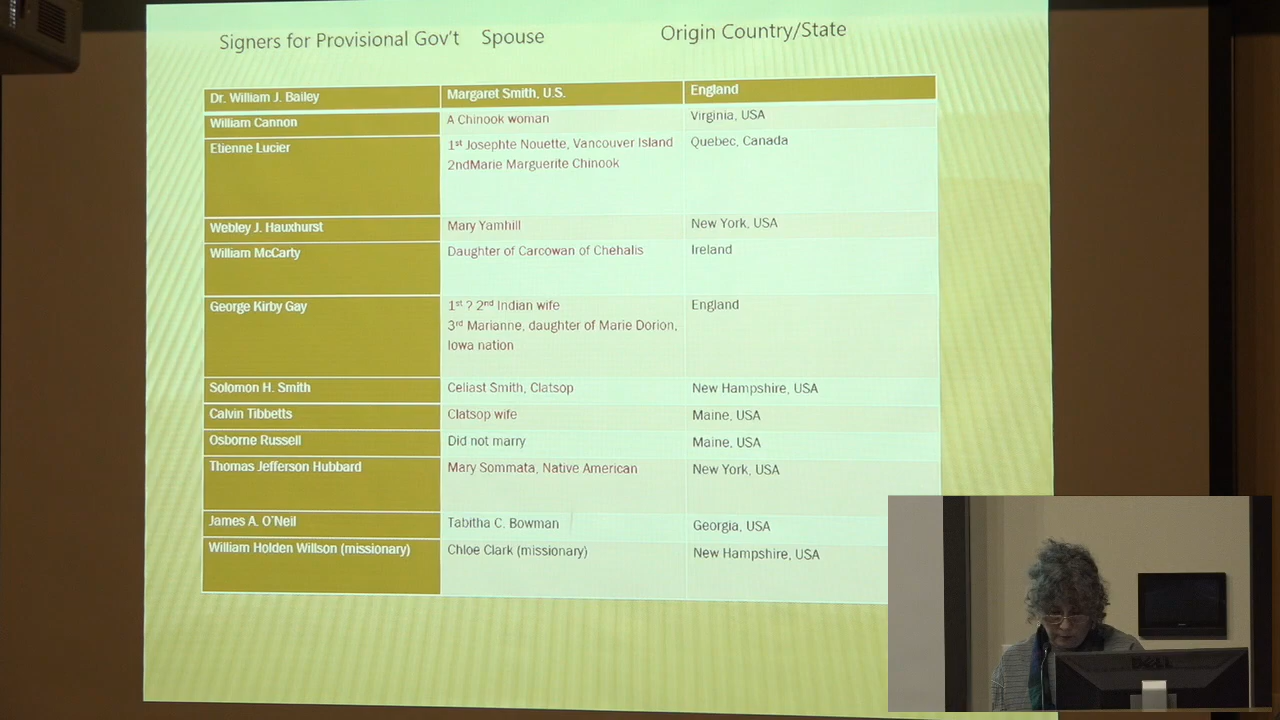 Signers for Provisional Gov't Spouse Origin Country/State
Dr. William J. Bailey Margaret Smith, U.S. England
William Cannon A Chinook woman Virginia, USA
Etienne Lucier 1st Josephte Nouette, Vancouver Island Quebec, Canada
2ndMarie Marguerite Chinook
Webley J. Hauxhurst Mary Yamhill New York, USA
William McCarty Daughter of Carcowan of Chehalis Ireland
George Kirby Gay 1st ? 2nd Indian wife England
3rd Marianne, daughter of Marie Dorion,
Iowa nation
Solomon H. Smith Celiast Smith, Clatsop New Hampshire, USA
Calvin Tibbetts Clatsop wife Maine, USA
Osborne Russell Did not marry Maine, USA
Thomas Jefferson Hubbard Mary Sommata, Native American New York, USA
James A. O'Neil Tabitha C. Bowman Georgia, USA
William Holden Willson (missionary) Chloe Clark (missionary) New Hampshire, USA
DELL